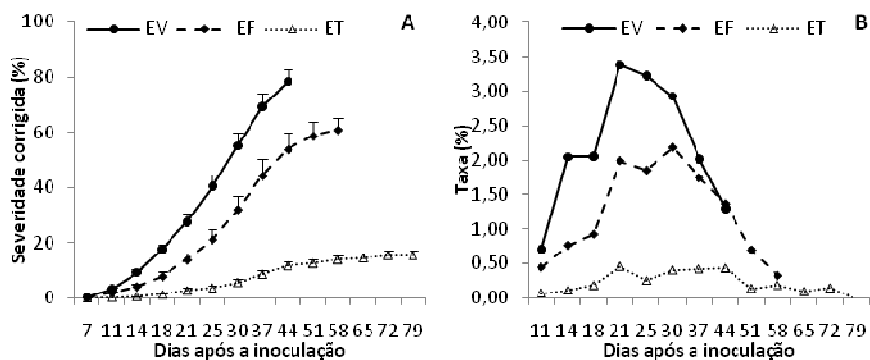 A
EV EF ET
Severidade corrigida (%)
100
80
60
40
20
0
7 11 14 18 21 25 30 37 44 51 58 65 72 79
Dias após a inoculação
B
EV EF ET
Taxa (%)
4,00
3,50
3,00
2,50
2,00
1,50
1,00
0,50
0,00
11 14 18 21 25 30 37 44 51 58 65 72 79
Dias após a inoculação